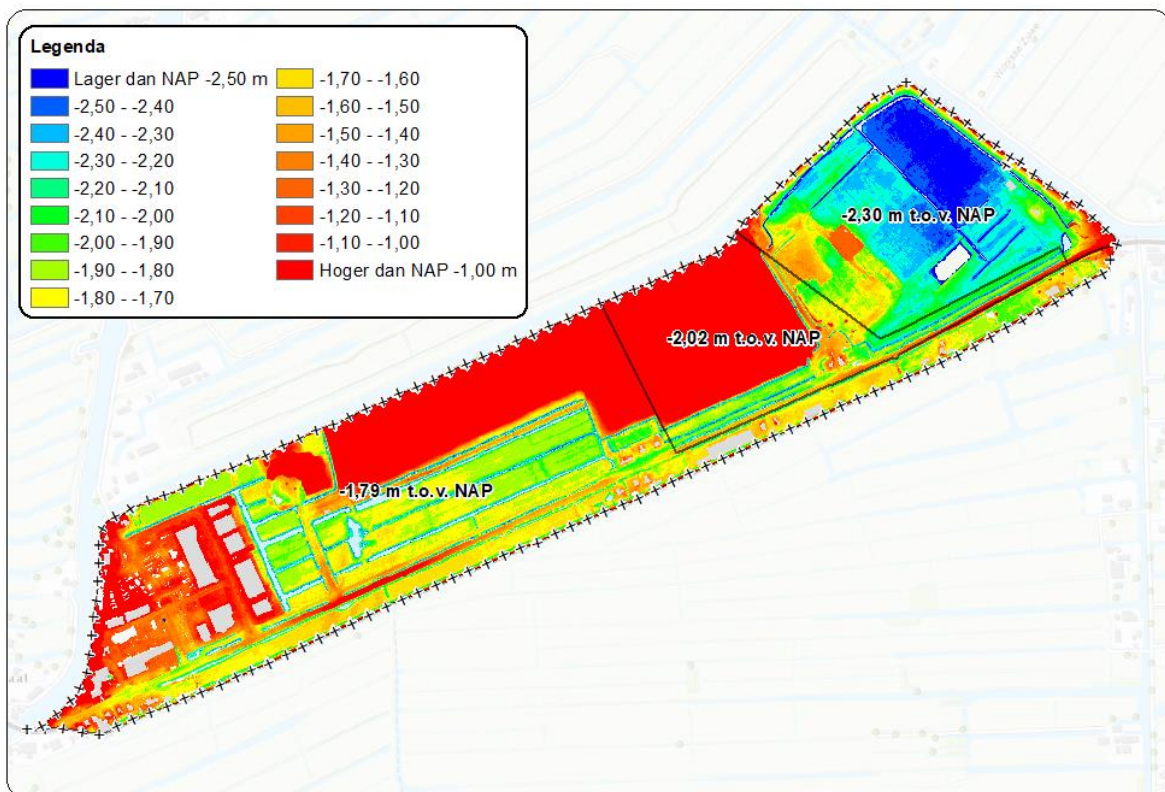 Legenda
Lager dan NAP -2,50 m
-2,50 - -2,40
-2,40 - -2,30
-2,30 - -2,20
-2,20 - -2,10
-2,10 - -2,00
-2,00 - -1,90
-1,90 - -1,80
-1,80 - -1,70
-1,70 - -1,60
-1,60 - -1,50
-1,50 - -1,40
-1,40 - -1,30
-1,30 - -1,20
-1,20 - -1,10
-1,10 - -1,00
Hoger dan NAP -1,00 m
-2,30 m t.o.v. NAP
-2,02 m t.o.v. NAP
-1,79 m t.o.v. NAP